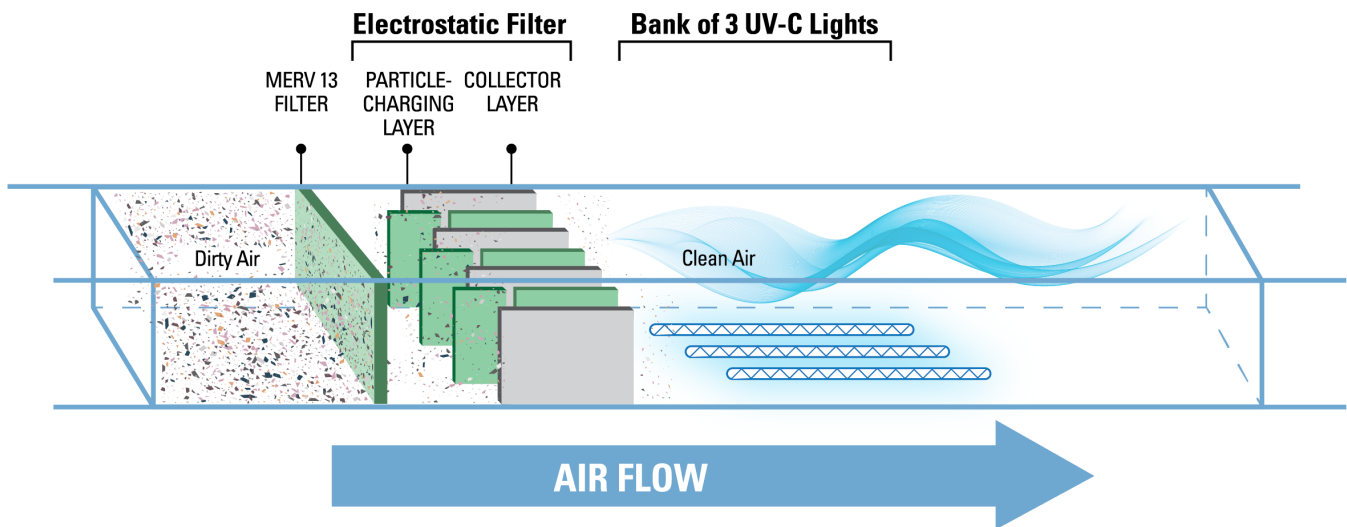 Electrostatic Filter
Bank of 3 UV-C Lights
MERV 13
FILTER
PARTICLE-
CHARGING
LAYER
COLLECTOR
LAYER
Dirty Air
Clean Air
AIR FLOW